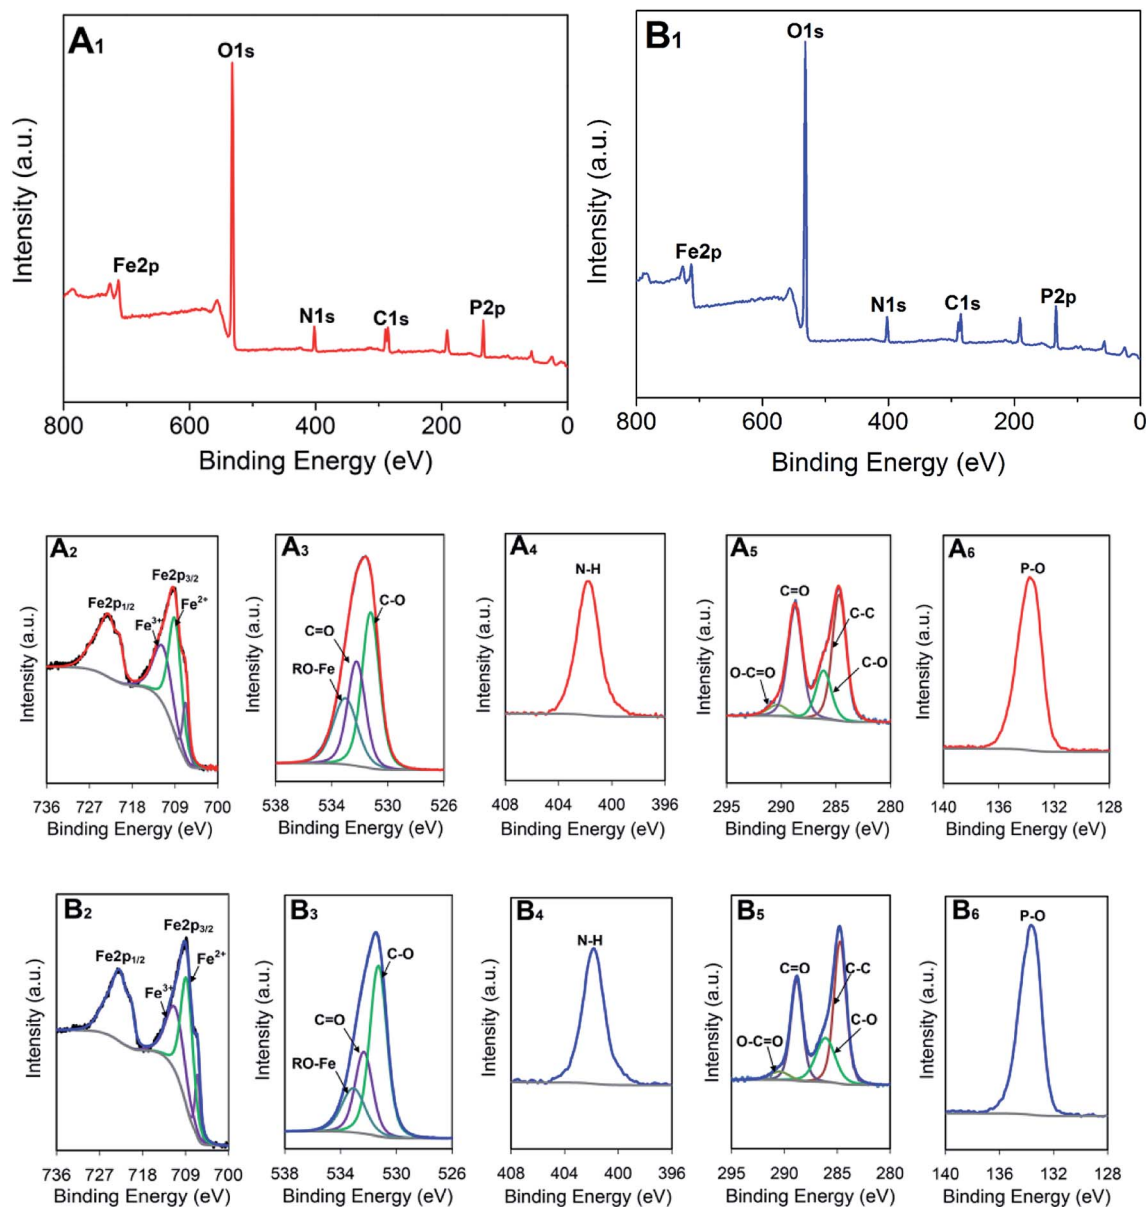 A1
O1s
Fe2p
N1s
C1s
P2p
Intensity (a.u.)
800 600 400 200 0
Binding Energy (eV)
B1
O1s
Fe2p
N1s
C1s
P2p
Intensity (a.u.)
800 600 400 200 0
Binding Energy (eV)
A2
Fe2p3/2
Fe2p1/2
Fe3+
Fe2+
Intensity (a.u.)
736 727 718 709 700
Binding Energy (eV)
A3
C-O
C=O
RO-Fe
Intensity (a.u.)
538 534 530 526
Binding Energy (eV)
A4
N-H
Intensity (a.u.)
408 404 400 396
Binding Energy (eV)
A5
C=O
C-C
C-O
O-C=O
Intensity (a.u.)
295 290 285 280
Binding Energy (eV)
A6
P-O
Intensity (a.u.)
140 136 132 128
Binding Energy (eV)
B2
Fe2p3/2
Fe2p1/2
Fe2+
Fe3+
Intensity (a.u.)
736 727 718 709 700
Binding Energy (eV)
B3
C-O
C=O
RO-Fe
Intensity (a.u.)
538 534 530 526
Binding Energy (eV)
B4
N-H
Intensity (a.u.)
408 404 400 396
Binding Energy (eV)
B5
C=O
C-C
C-O
O-C=O
Intensity (a.u.)
295 290 285 280
Binding Energy (eV)
B6
P-O
Intensity (a.u.)
140 136 132 128
Binding Energy (eV)